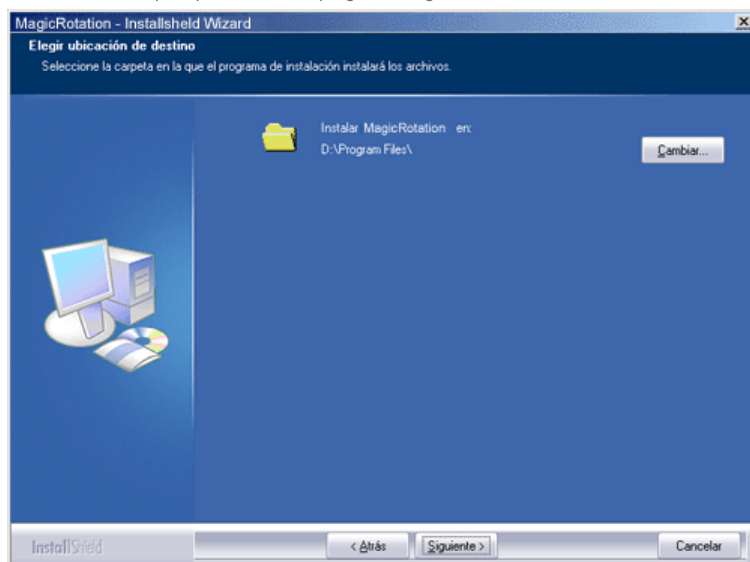 MagicRotation - Installsheld Wizard
Elegir ubicación de destino
Seleccione la carpeta en la que el programa de instalación instalará los archivos.
Instalar MagicRotation en:
D:\Program Files\
Cambiar...
InstallShield
< Atrás
Siguiente >
Cancelar